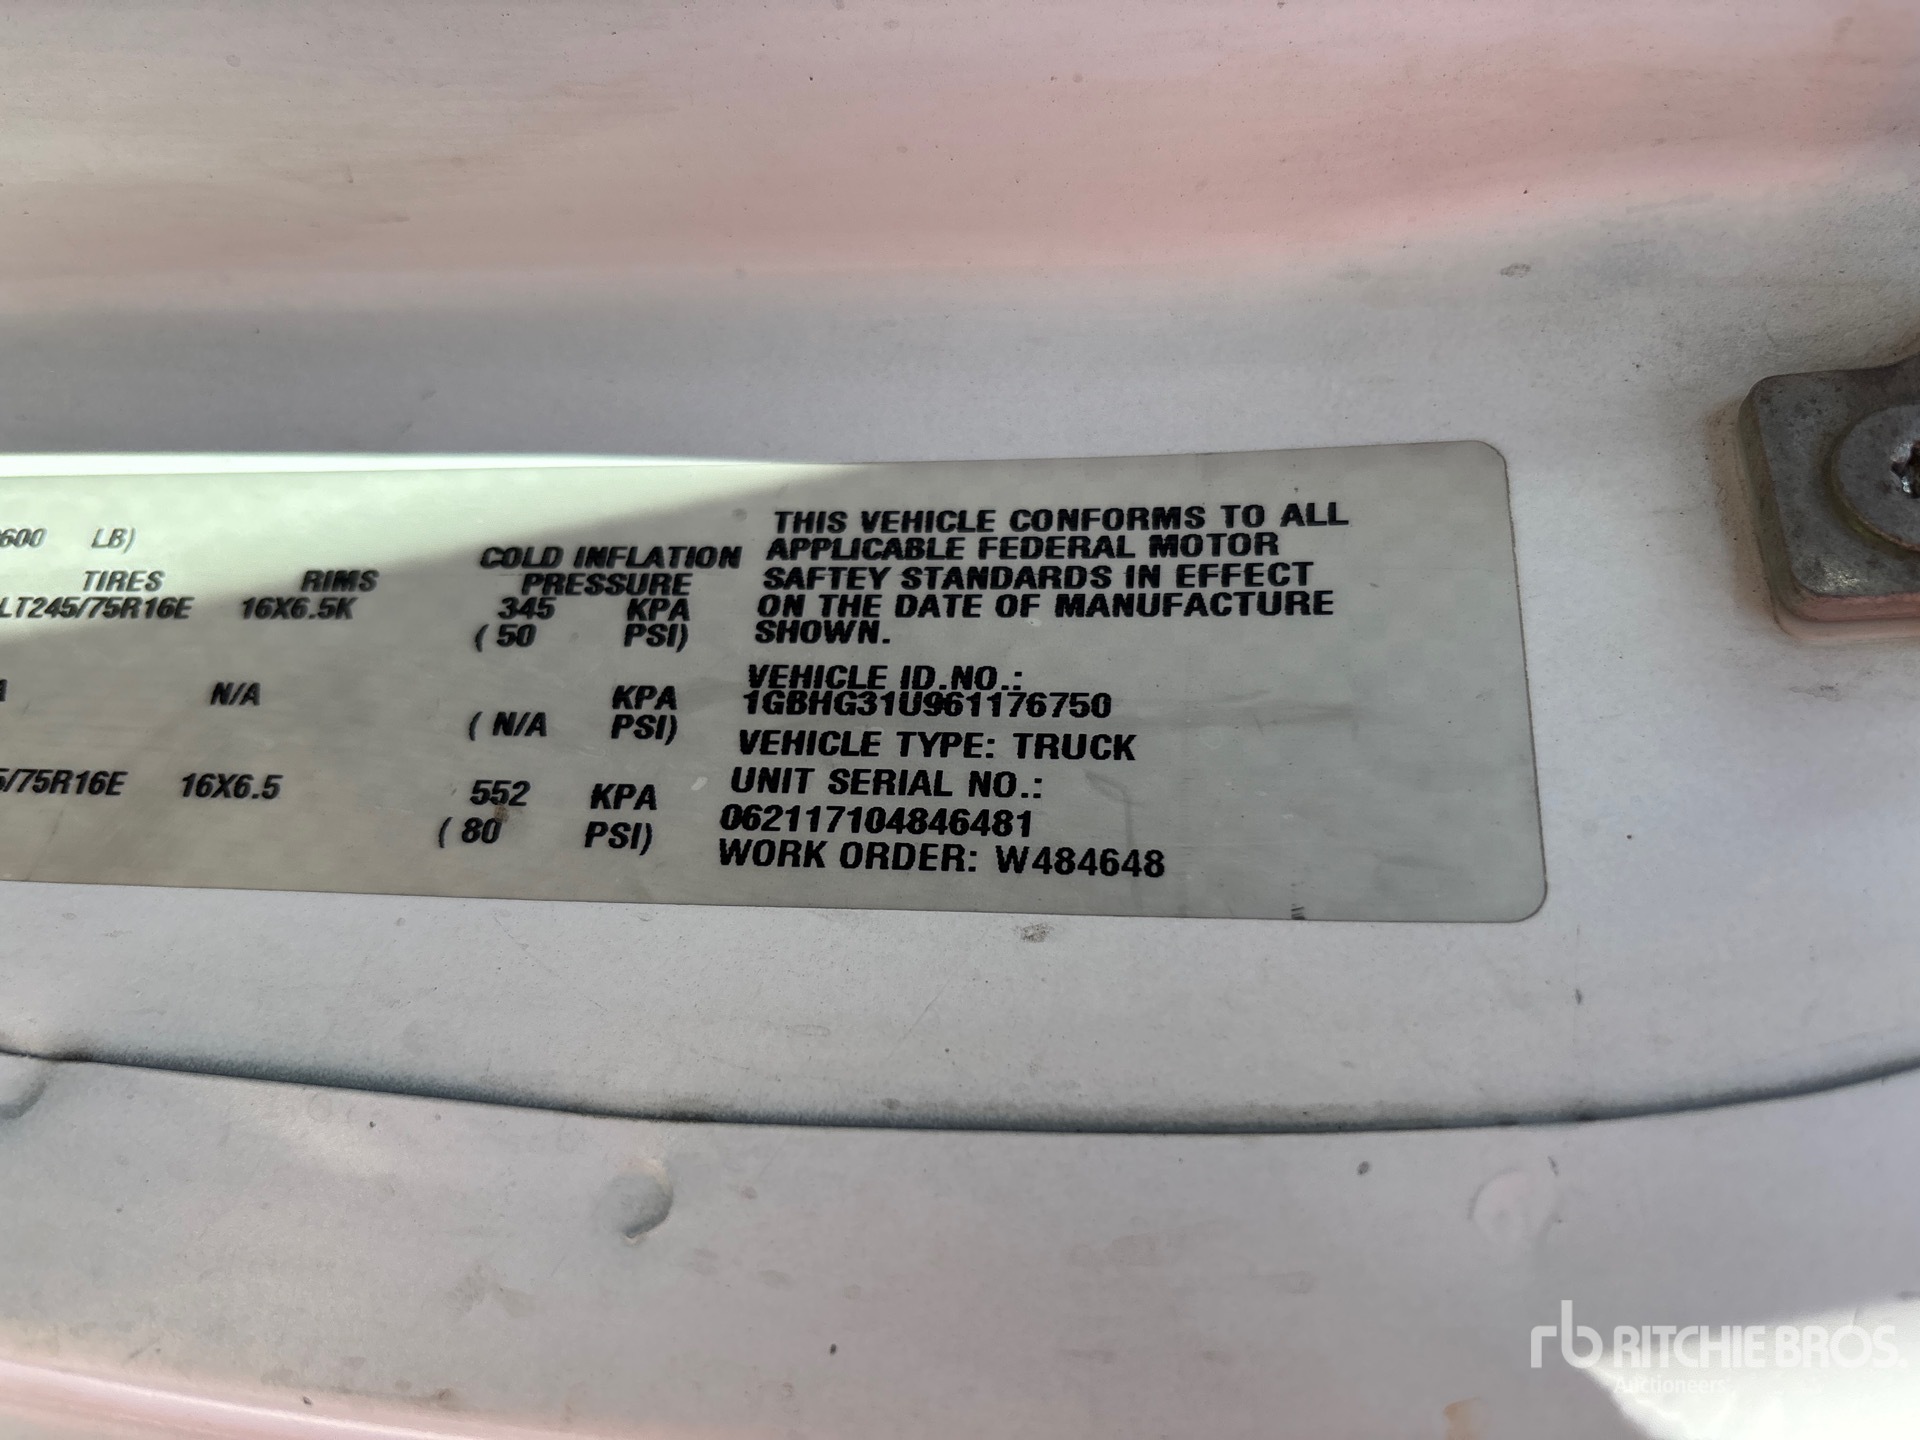 600 LB)
TIRES RIMS COLD INFLATION
PRESSURE
LT245/75R16E 16X6.5K 345 KPA
( 50 PSI)
N/A KPA
( N/A PSI)
/75R16E 16X6.5 552 KPA
( 80 PSI)
THIS VEHICLE CONFORMS TO ALL
APPLICABLE FEDERAL MOTOR
SAFTEY STANDARDS IN EFFECT
ON THE DATE OF MANUFACTURE
SHOWN.
VEHICLE ID.NO.:
1GBHG31U961176750
VEHICLE TYPE: TRUCK
UNIT SERIAL NO.:
062117104846481
WORK ORDER: W484648
rb RITCHIE BROS.
Auctioneers